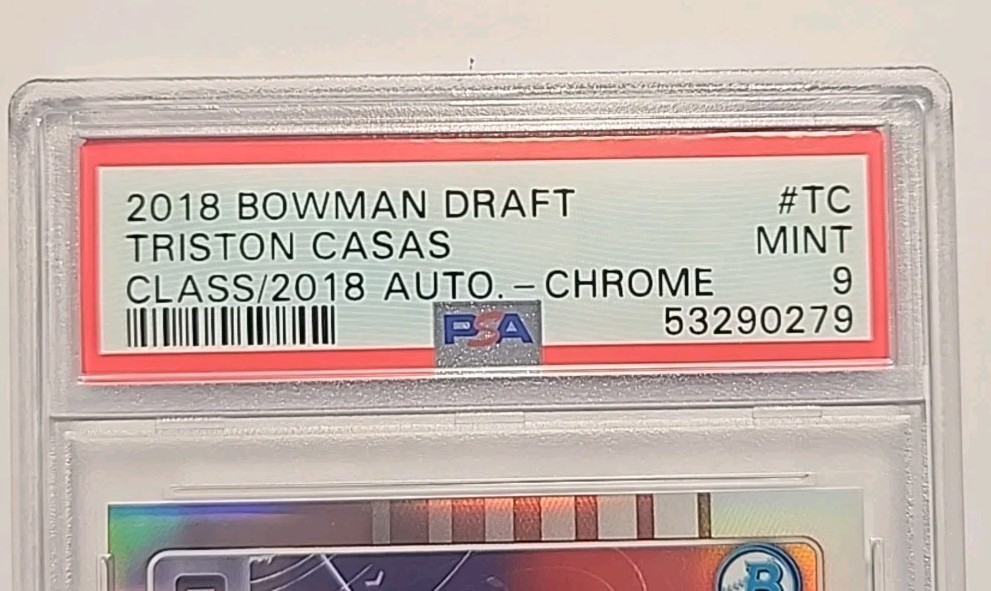 2018 BOWMAN DRAFT #TC
TRISTON CASAS MINT
CLASS/2018 AUTO.-CHROME 9
PSA 53290279
B